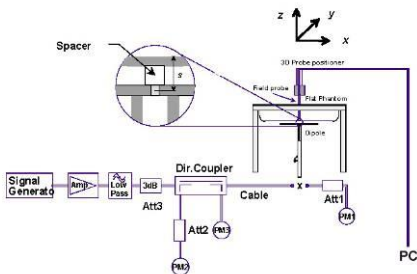 z
y
x
Spacer
s
3D Probe positioner
Field probe
Flat Phantom
Dipole
Signal
Generato
Amp
Low
Pass
3dB
Att3
Dir.Coupler
Cable
x
Att1
Att2
PM3
PM1
PM2
PC